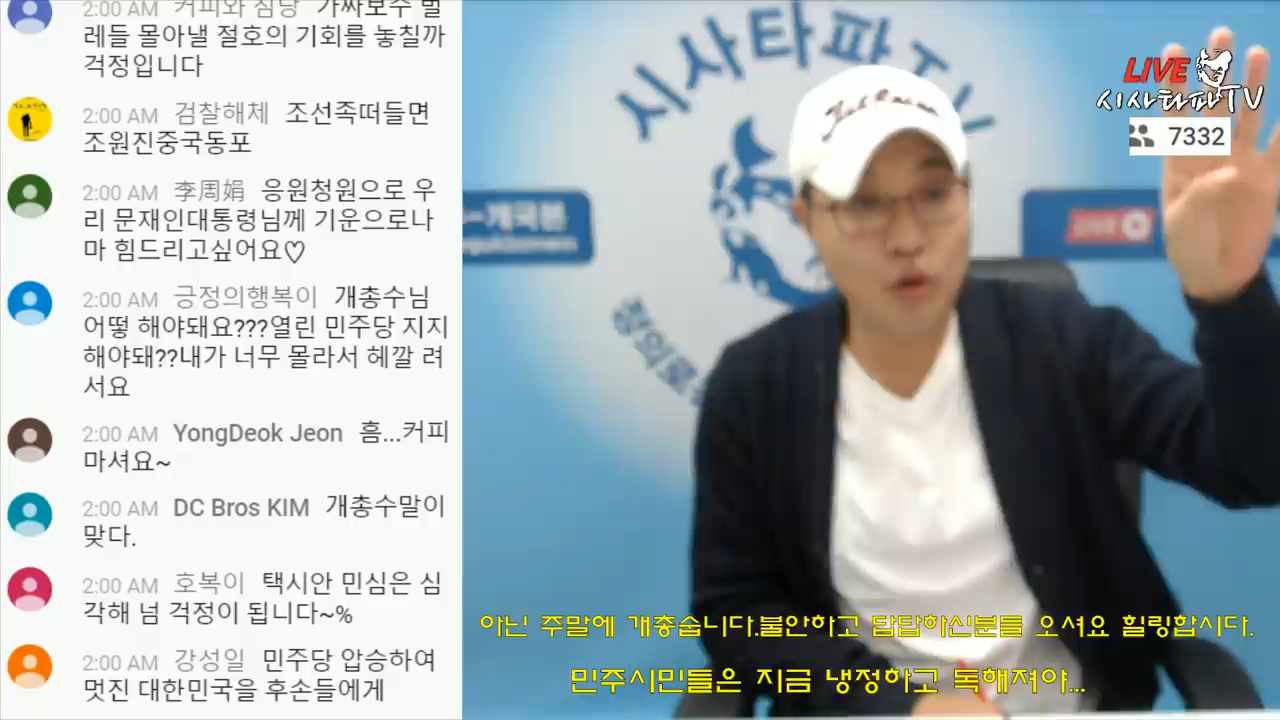 2:00 AM 커피와 잠탕 가짜보수 벌
레들 몰아낼 절호의 기회를 놓칠까
걱정입니다
2:00 AM 검찰해체 조선족떠들면
조원진중국동포
2:00 AM 李周娟 응원청원으로 우
리 문재인대통령님께 기운으로나
마 힘드리고싶어요♡
2:00 AM 긍정의행복이 개총수님
어떻 해야돼요???열린 민주당 지지
해야돼??내가 너무 몰라서 헤깔 려
서요
2:00 AM YongDeok Jeon 흠...커피
마셔요~
2:00 AM DC Bros KIM 개총수말이
맞다.
2:00 AM 호복이 택시안 민심은 심
각해 넘 걱정이 됩니다~%
2:00 AM 강성일 민주당 압승하여
멋진 대한민국을 후손들에게
시사타파TV
개국본
LIVE
정의로
LIVE
시사타파TV
7332
아닌 주말에 개총숩니다.불안하고 답답하신분들 오셔요 힐링합시다.
민주시민들은 지금 냉정하고 독해져야...